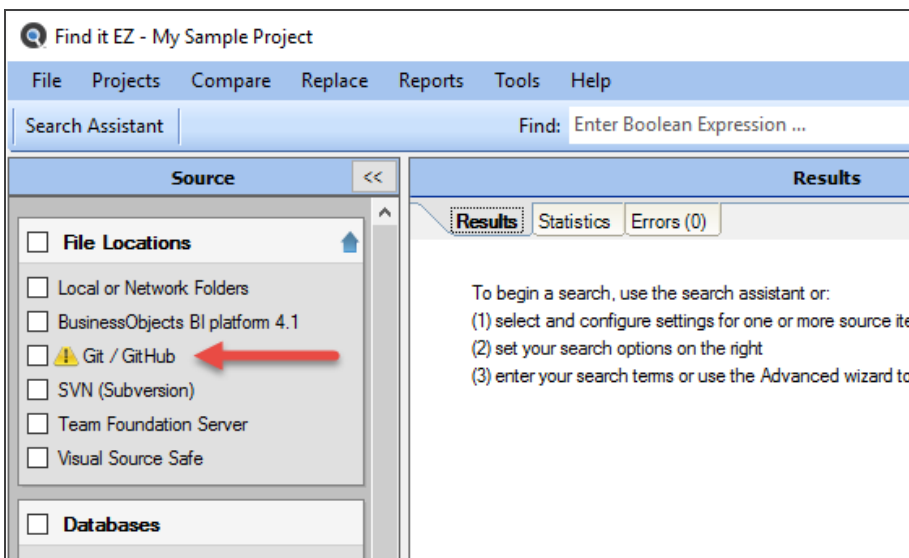 Find it EZ - My Sample Project
File Projects Compare Replace Reports Tools Help
Search Assistant Find: Enter Boolean Expression ...
Source << Results
File Locations
Local or Network Folders
BusinessObjects BI platform 4.1
Git / GitHub
SVN (Subversion)
Team Foundation Server
Visual Source Safe
Databases
Results Statistics Errors (0)
To begin a search, use the search assistant or:
(1) select and configure settings for one or more source ite
(2) set your search options on the right
(3) enter your search terms or use the Advanced wizard to